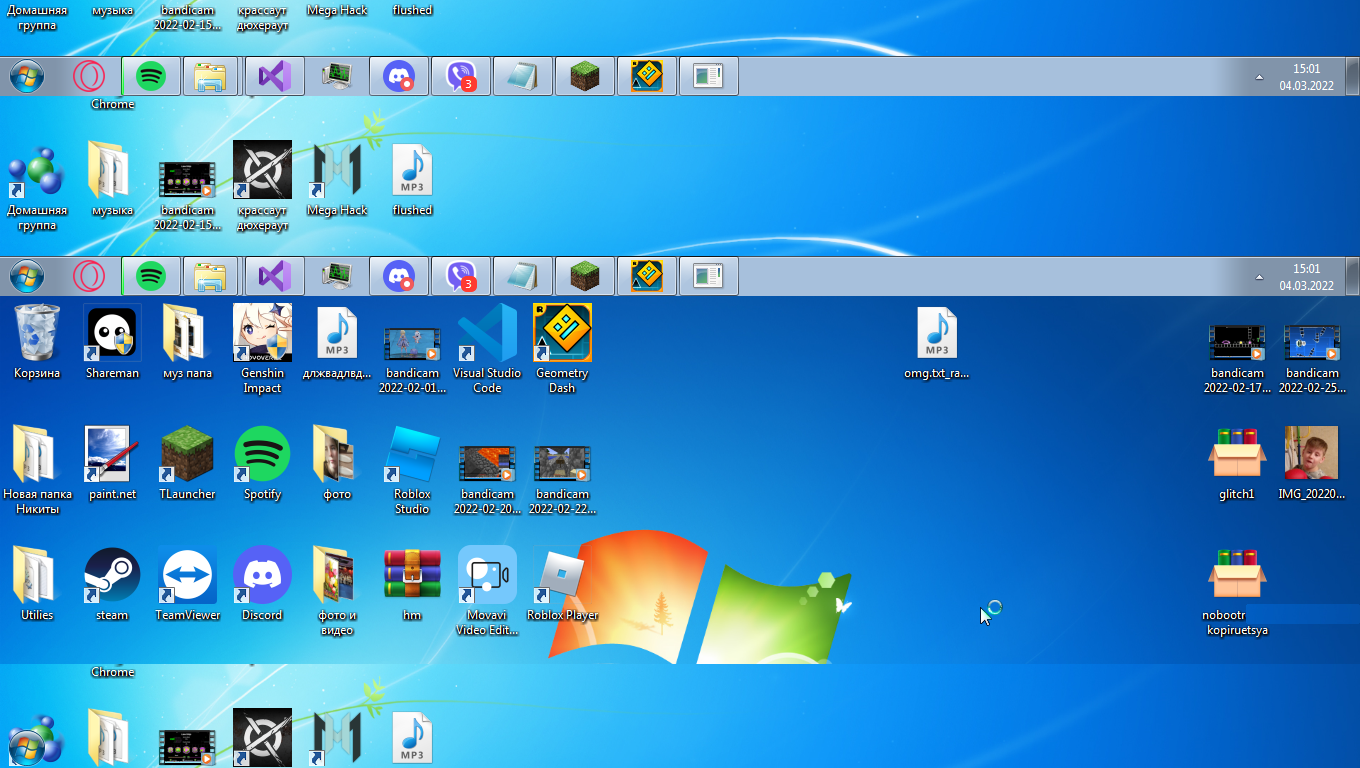 Домашняя группа
музыка
bandicam 2022-02-15...
крассаут дюхераут
Mega Hack
flushed
3
15:01
04.03.2022
Chrome
Домашняя группа
музыка
bandicam 2022-02-15...
крассаут дюхераут
Mega Hack
flushed
MP3
3
15:01
04.03.2022
Корзина
Shareman
муз папа
Genshin Impact
MP3
длжвадлвд...
bandicam 2022-02-01...
Visual Studio Code
Geometry Dash
MP3
omg.txt_ra...
bandicam 2022-02-17...
bandicam 2022-02-25...
Новая папка Никиты
paint.net
TLauncher
Spotify
фото
Roblox Studio
bandicam 2022-02-20...
bandicam 2022-02-22...
glitch1
IMG_20220...
Utilies
steam
TeamViewer
Discord
фото и видео
hm
Movavi Video Edit...
Roblox Player
nobootr kopiruetsya
Chrome
MP3